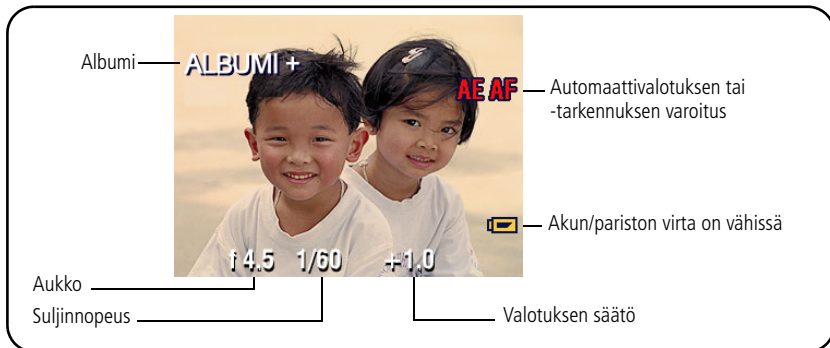 Albumi
ALBUMI +
AE AF
Automaattivalotuksen tai
-tarkennuksen varoitus
Akun/pariston virta on vähissä
f 4.5 1/60 +1.0
Aukko
Suljinnopeus
Valotuksen säätö